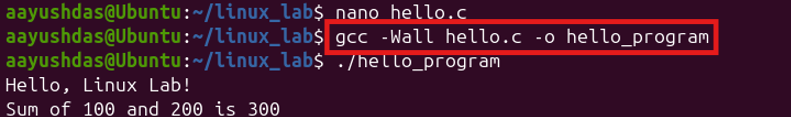 aayushdas@Ubuntu:~/linux_lab$ nano hello.c
aayushdas@Ubuntu:~/linux_lab$ gcc -Wall hello.c -o hello_program
aayushdas@Ubuntu:~/linux_lab$ ./hello_program
Hello, Linux Lab!
Sum of 100 and 200 is 300